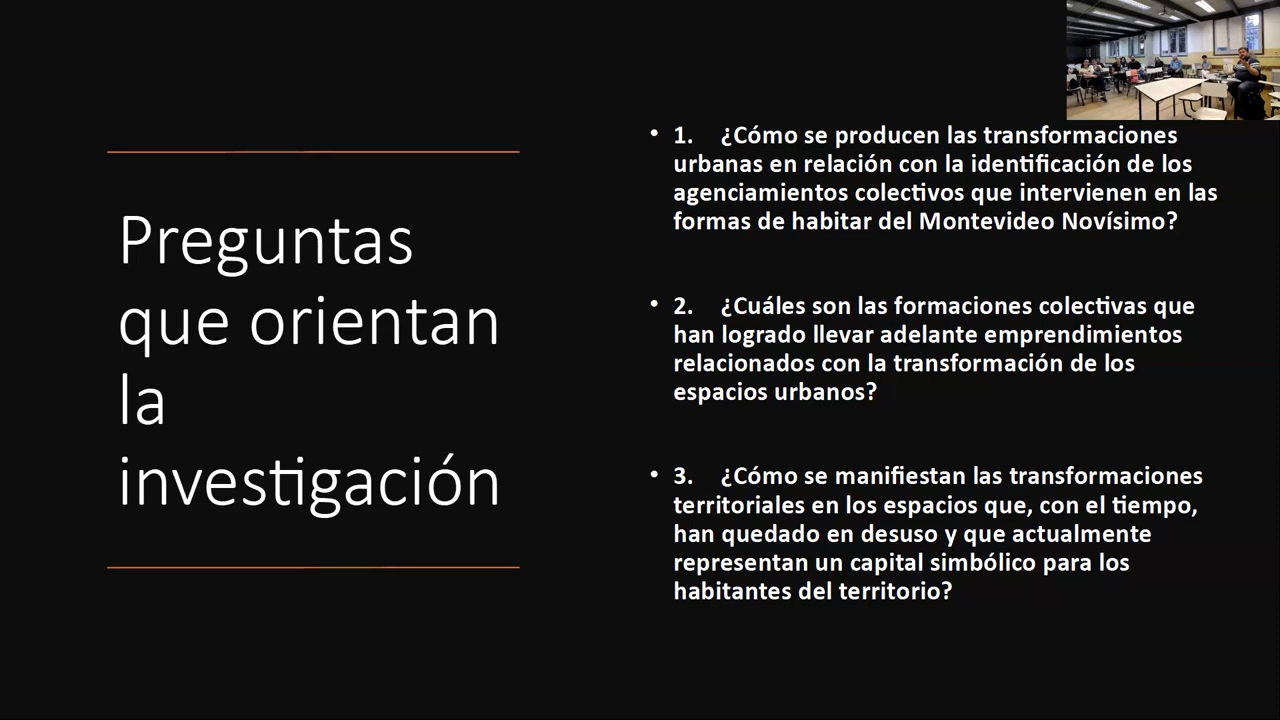 Preguntas
que orientan
la
investigación
• 1. ¿Cómo se producen las transformaciones
urbanas en relación con la identificación de los
agenciamientos colectivos que intervienen en las
formas de habitar del Montevideo Novísimo?
• 2. ¿Cuáles son las formaciones colectivas que
han logrado llevar adelante emprendimientos
relacionados con la transformación de los
espacios urbanos?
• 3. ¿Cómo se manifiestan las transformaciones
territoriales en los espacios que, con el tiempo,
han quedado en desuso y que actualmente
representan un capital simbólico para los
habitantes del territorio?